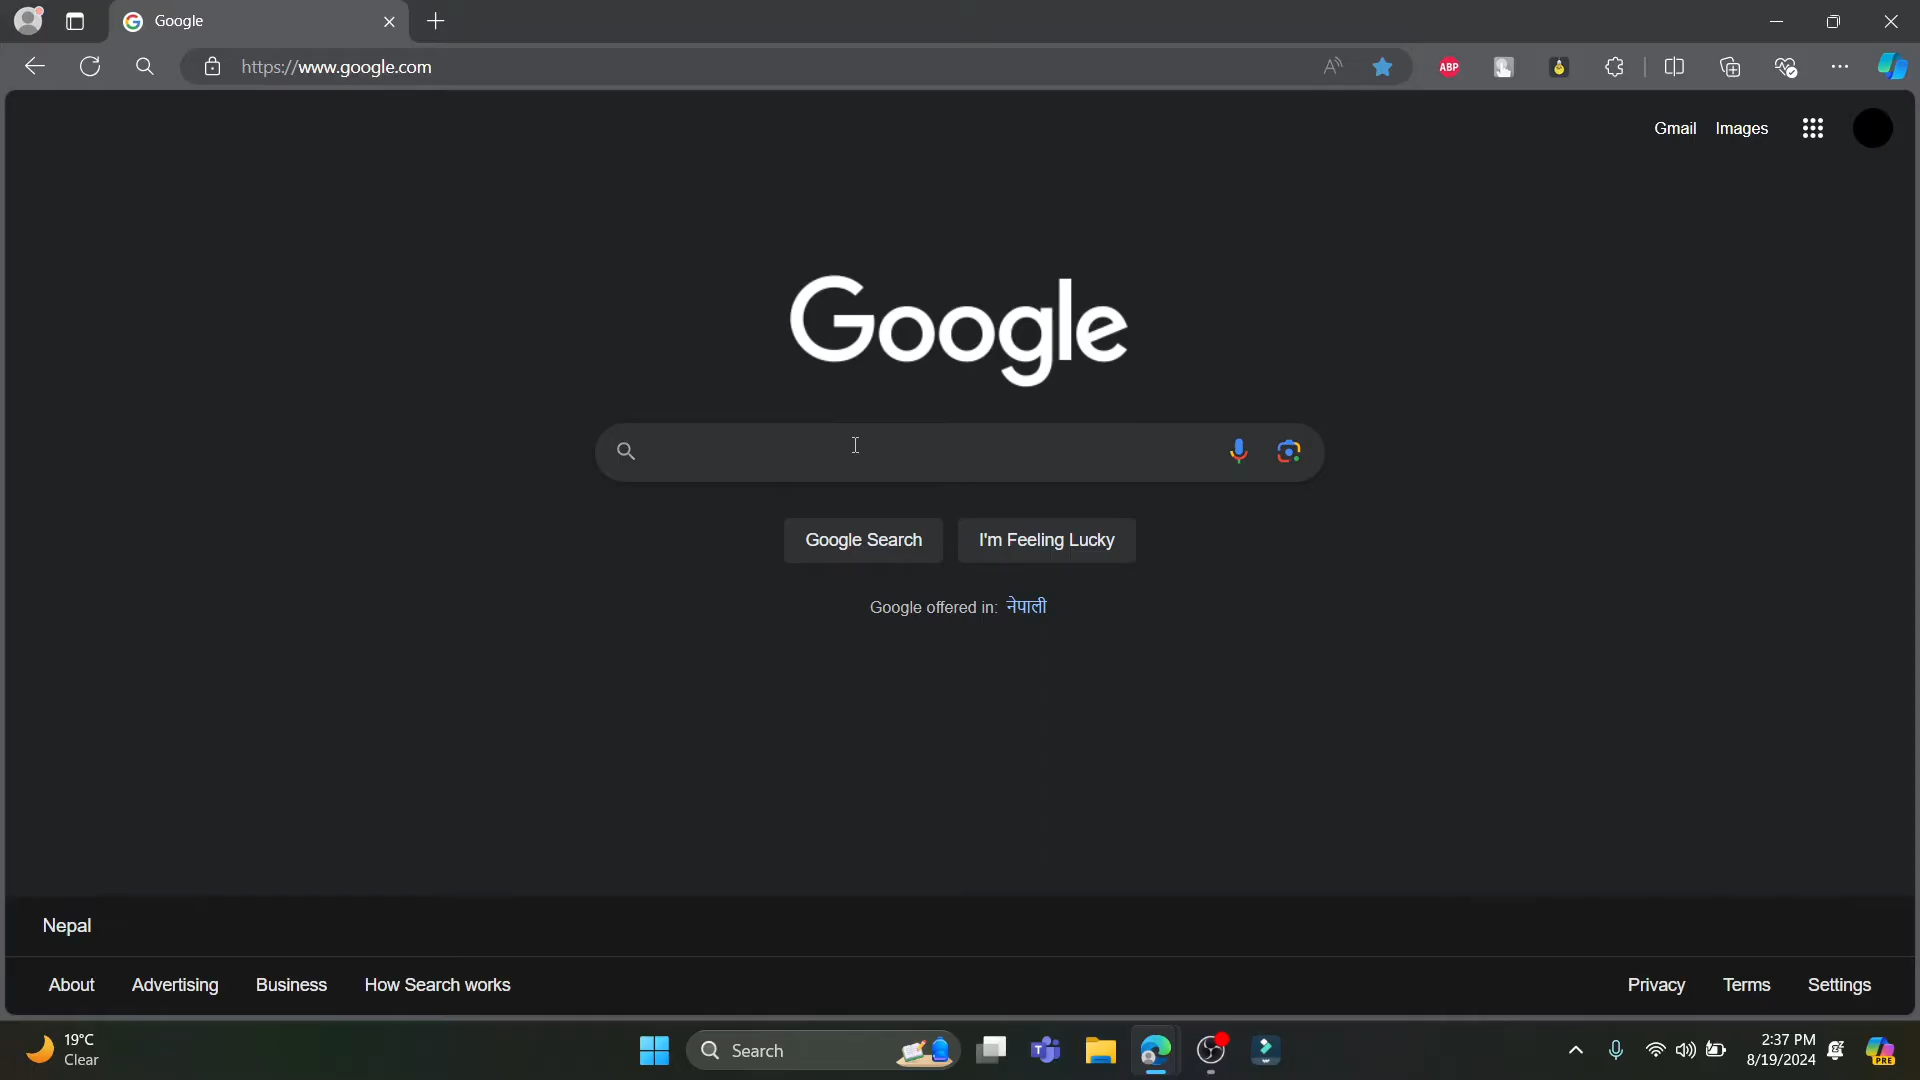 Google
https://www.google.com
ABP
Gmail Images
Google
Google Search
I'm Feeling Lucky
Google offered in: नेपाली
Nepal
About Advertising Business How Search works
Privacy Terms Settings
19°C
Clear
Search
2:37 PM
8/19/2024
PRE